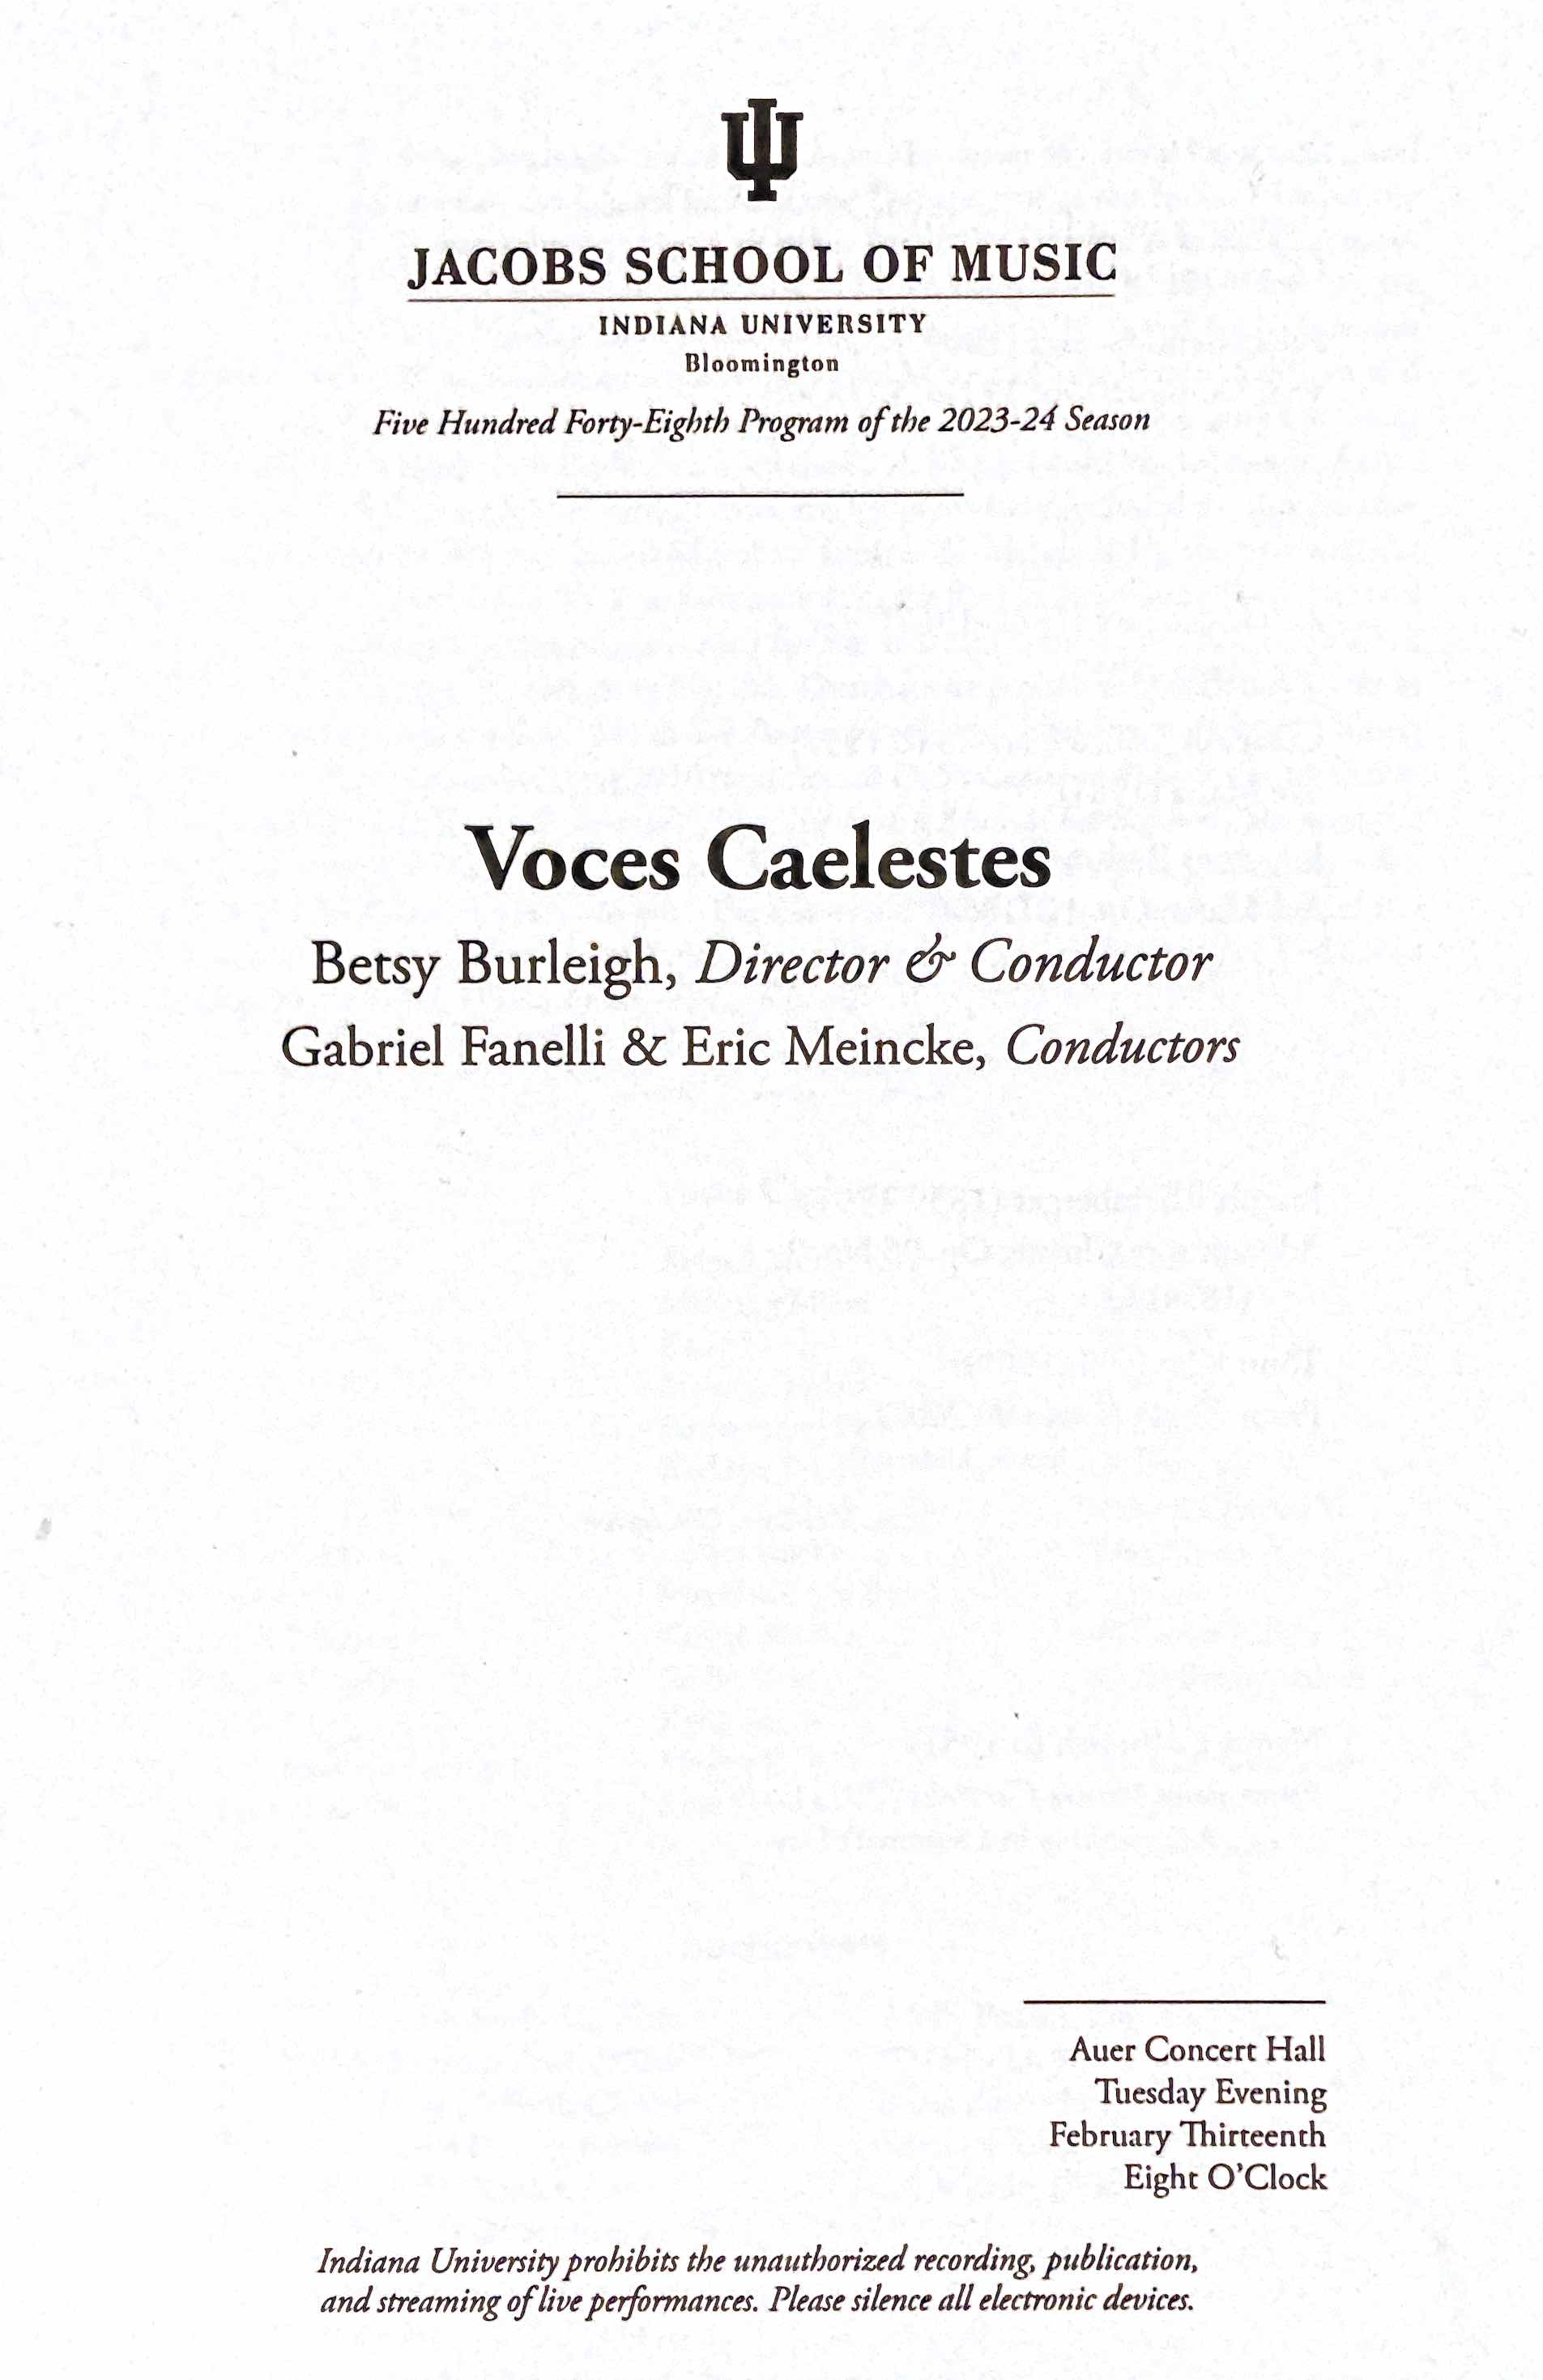 JACOBS SCHOOL OF MUSIC
INDIANA UNIVERSITY
Bloomington
Five Hundred Forty-Eighth Program of the 2023-24 Season
Voces Caelestes
Betsy Burleigh, Director & Conductor
Gabriel Fanelli & Eric Meincke, Conductors
Auer Concert Hall
Tuesday Evening
February Thirteenth
Eight O'Clock
Indiana University prohibits the unauthorized recording, publication,
and streaming of live performances. Please silence all electronic devices.